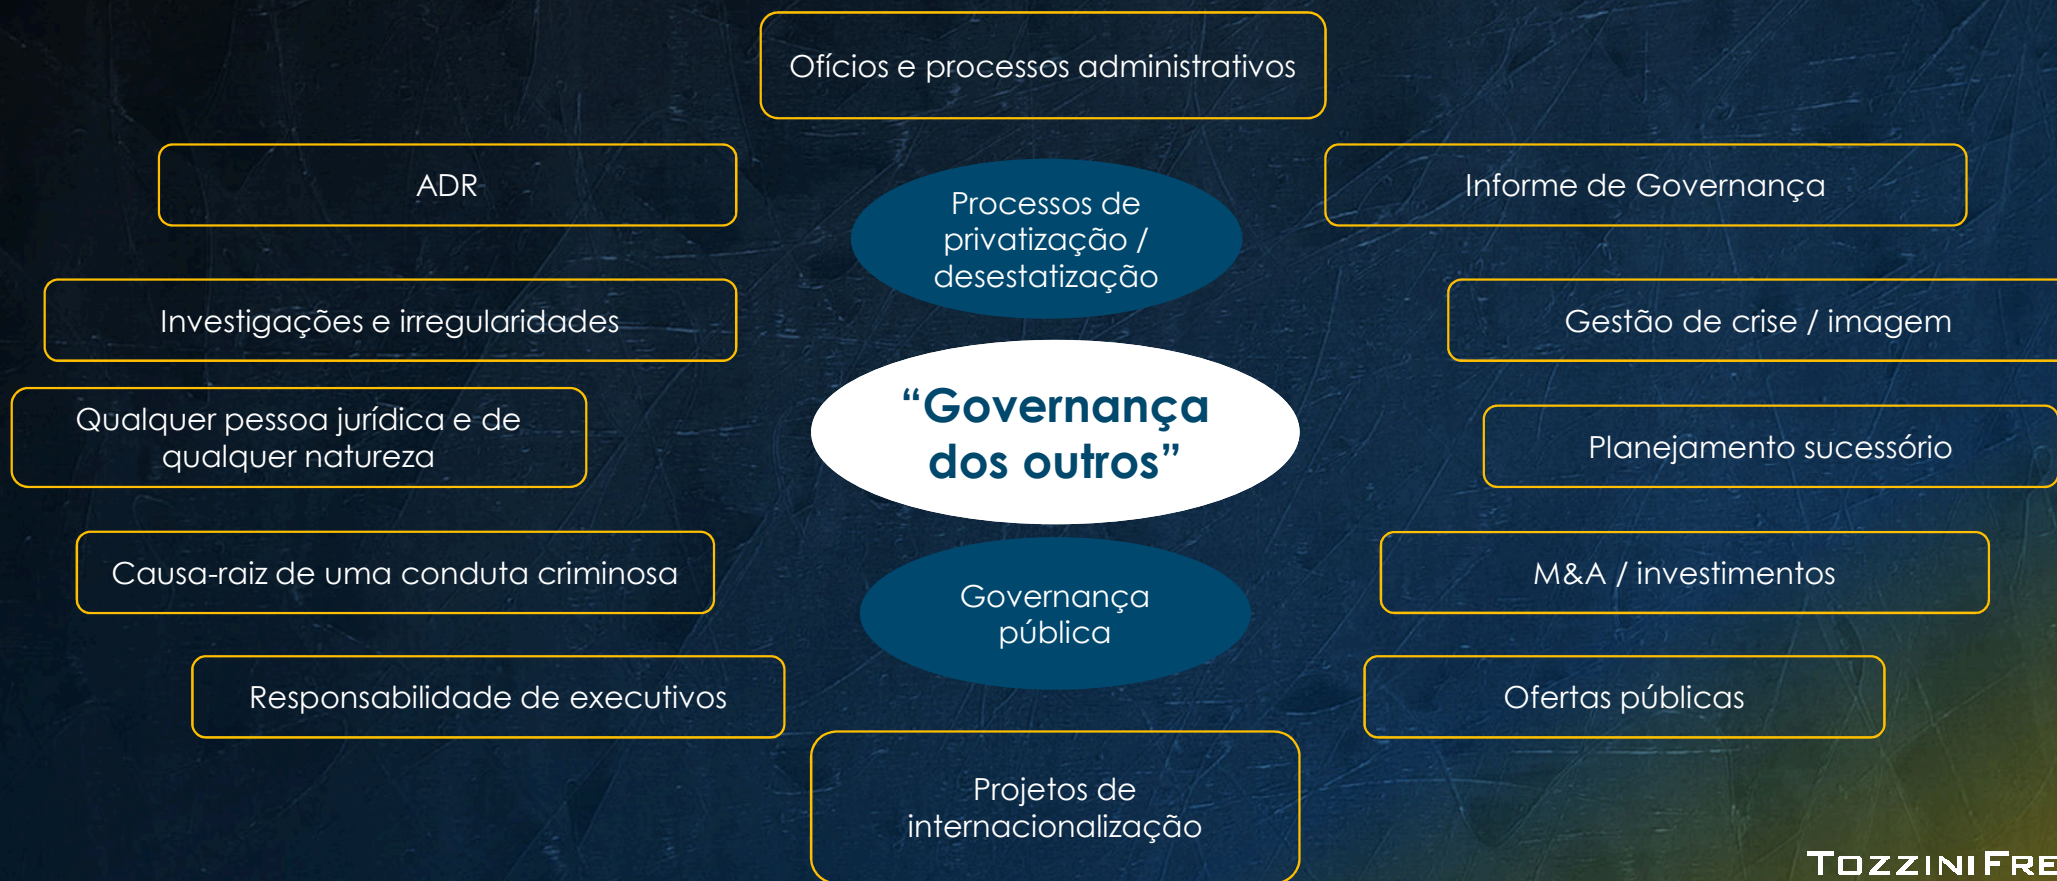 Ofícios e processos administrativos
ADR
Informe de Governança
Processos de
privatização /
desestatização
Investigações e irregularidades
Gestão de crise / imagem
Qualquer pessoa jurídica e de
qualquer natureza
“Governança
dos outros”
Planejamento sucessório
Causa-raiz de uma conduta criminosa
M&A / investimentos
Governança
pública
Responsabilidade de executivos
Ofertas públicas
Projetos de
internacionalização
TOZZINIFRE